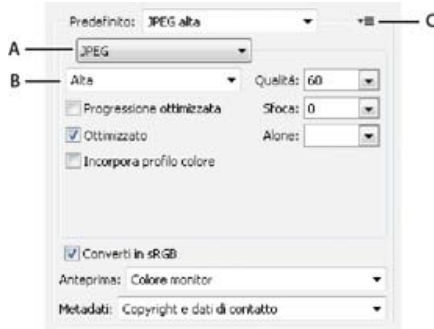 Predefinito: JPEG alta
C
A
JPEG
B
Alta
Qualità: 60
Progressione ottimizzata
Sfoca: 0
Ottimizzato
Alone:
Incorpora profilo colore
Converti in sRGB
Anteprima: Colore monitor
Metadati: Copyright e dati di contatto